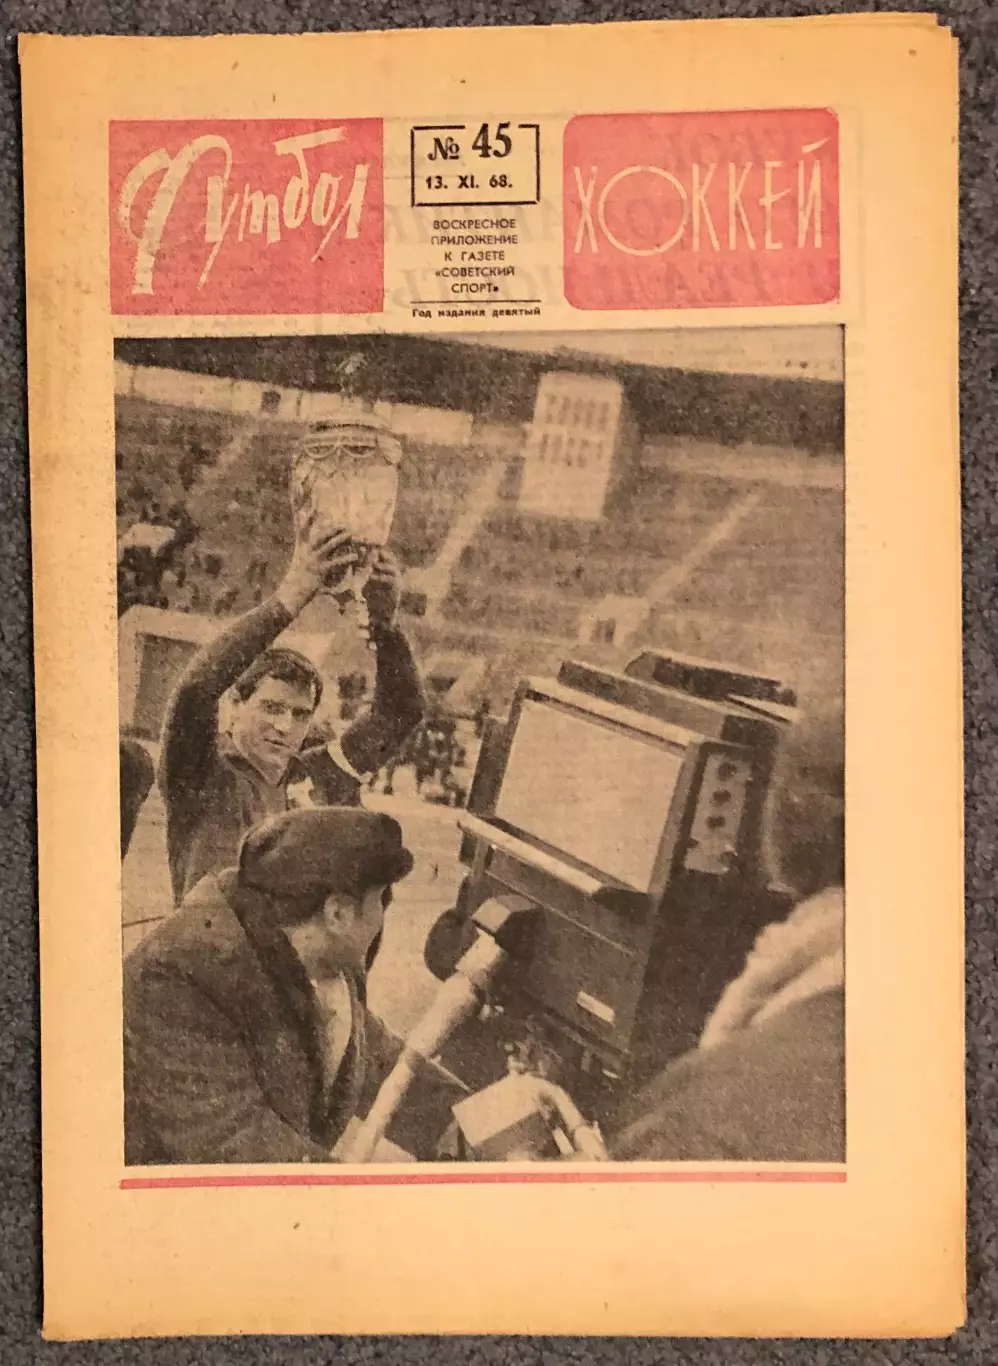 Футбол
№ 45
13. XI. 68.
ВОСКРЕСНОЕ
ПРИЛОЖЕНИЕ
К ГАЗЕТЕ
«СОВЕТСКИЙ
СПОРТ»
Год издания девятый
ХОККЕЙ